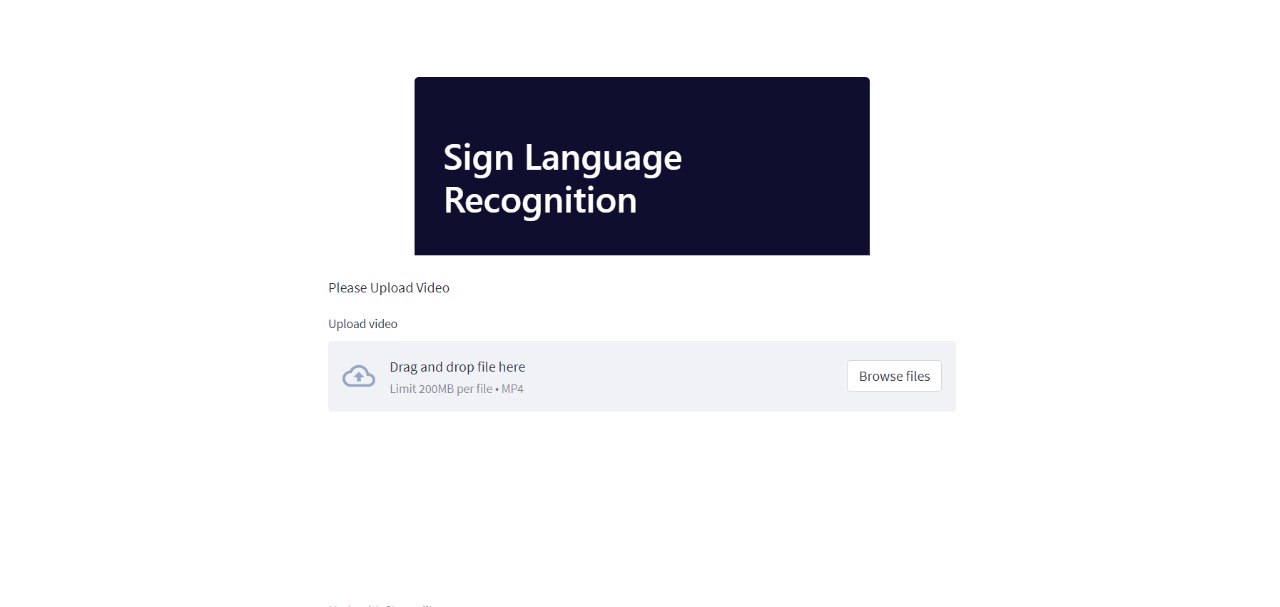 Sign Language
Recognition
Please Upload Video
Upload video
Drag and drop file here
Limit 200MB per file • MP4
Browse files